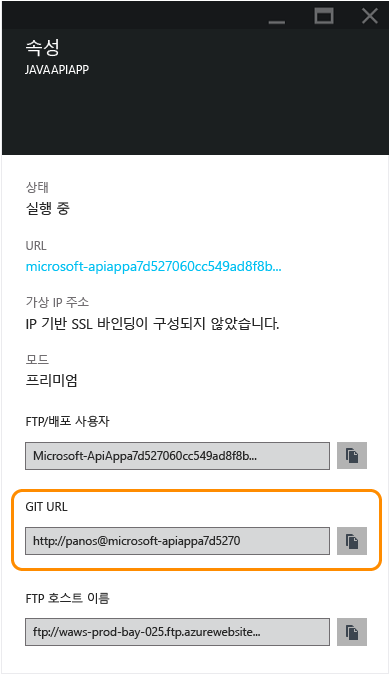 속성
JAVAAPIAPP
상태
실행 중
URL
microsoft-apiappa7d527060cc549ad8f8b...
가상 IP 주소
IP 기반 SSL 바인딩이 구성되지 않았습니다.
모드
프리미엄
FTP/배포 사용자
Microsoft-ApiAppa7d527060cc549ad8f8b...
GIT URL
http://panos@microsoft-apiappa7d5270
FTP 호스트 이름
ftp://waws-prod-bay-025.ftp.azurewebsite...